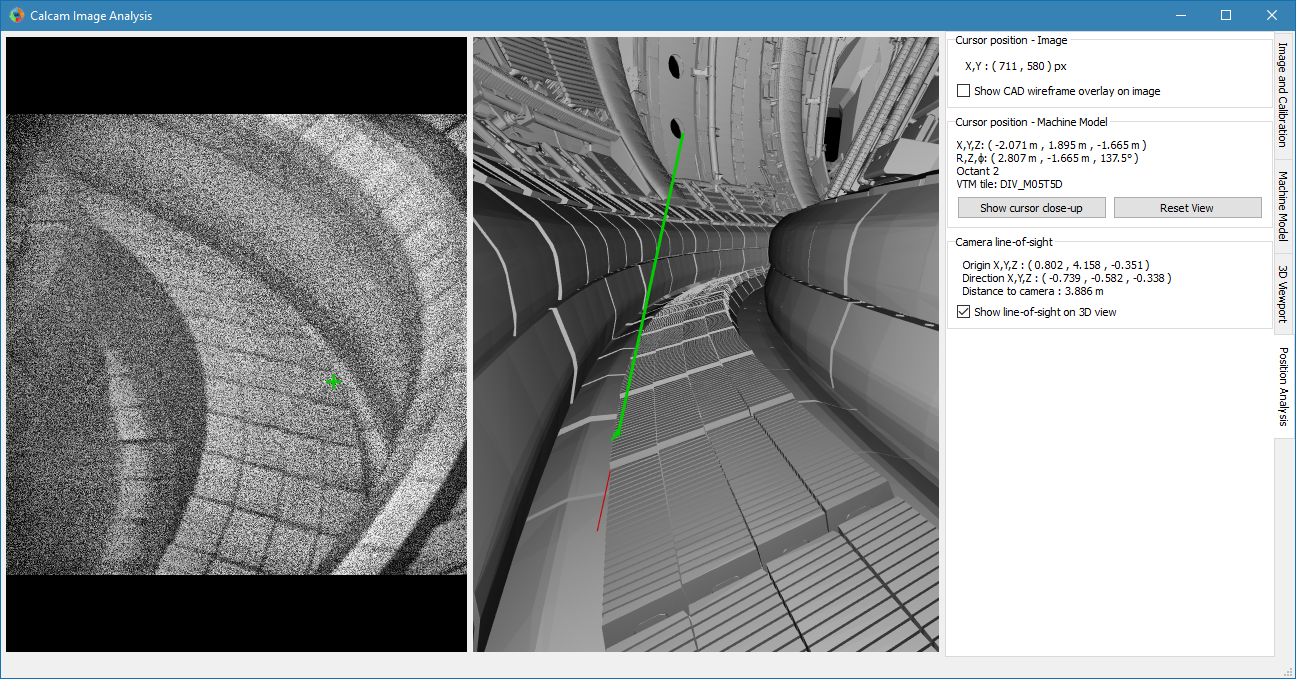 Calcam Image Analysis
Cursor position - Image
X,Y : ( 711 , 580 ) px
Show CAD wireframe overlay on image
Cursor position - Machine Model
X,Y,Z: ( -2.071 m , 1.895 m , -1.665 m )
R,Z,ϕ: ( 2.807 m , -1.665 m , 137.5° )
Octant 2
VTM tile: DIV_M05T5D
Show cursor close-up
Reset View
Camera line-of-sight
Origin X,Y,Z : ( 0.802 , 4.158 , -0.351 )
Direction X,Y,Z : ( -0.739 , -0.582 , -0.338 )
Distance to camera : 3.886 m
Show line-of-sight on 3D view
Image and Calibration
Machine Model
3D Viewport
Position Analysis